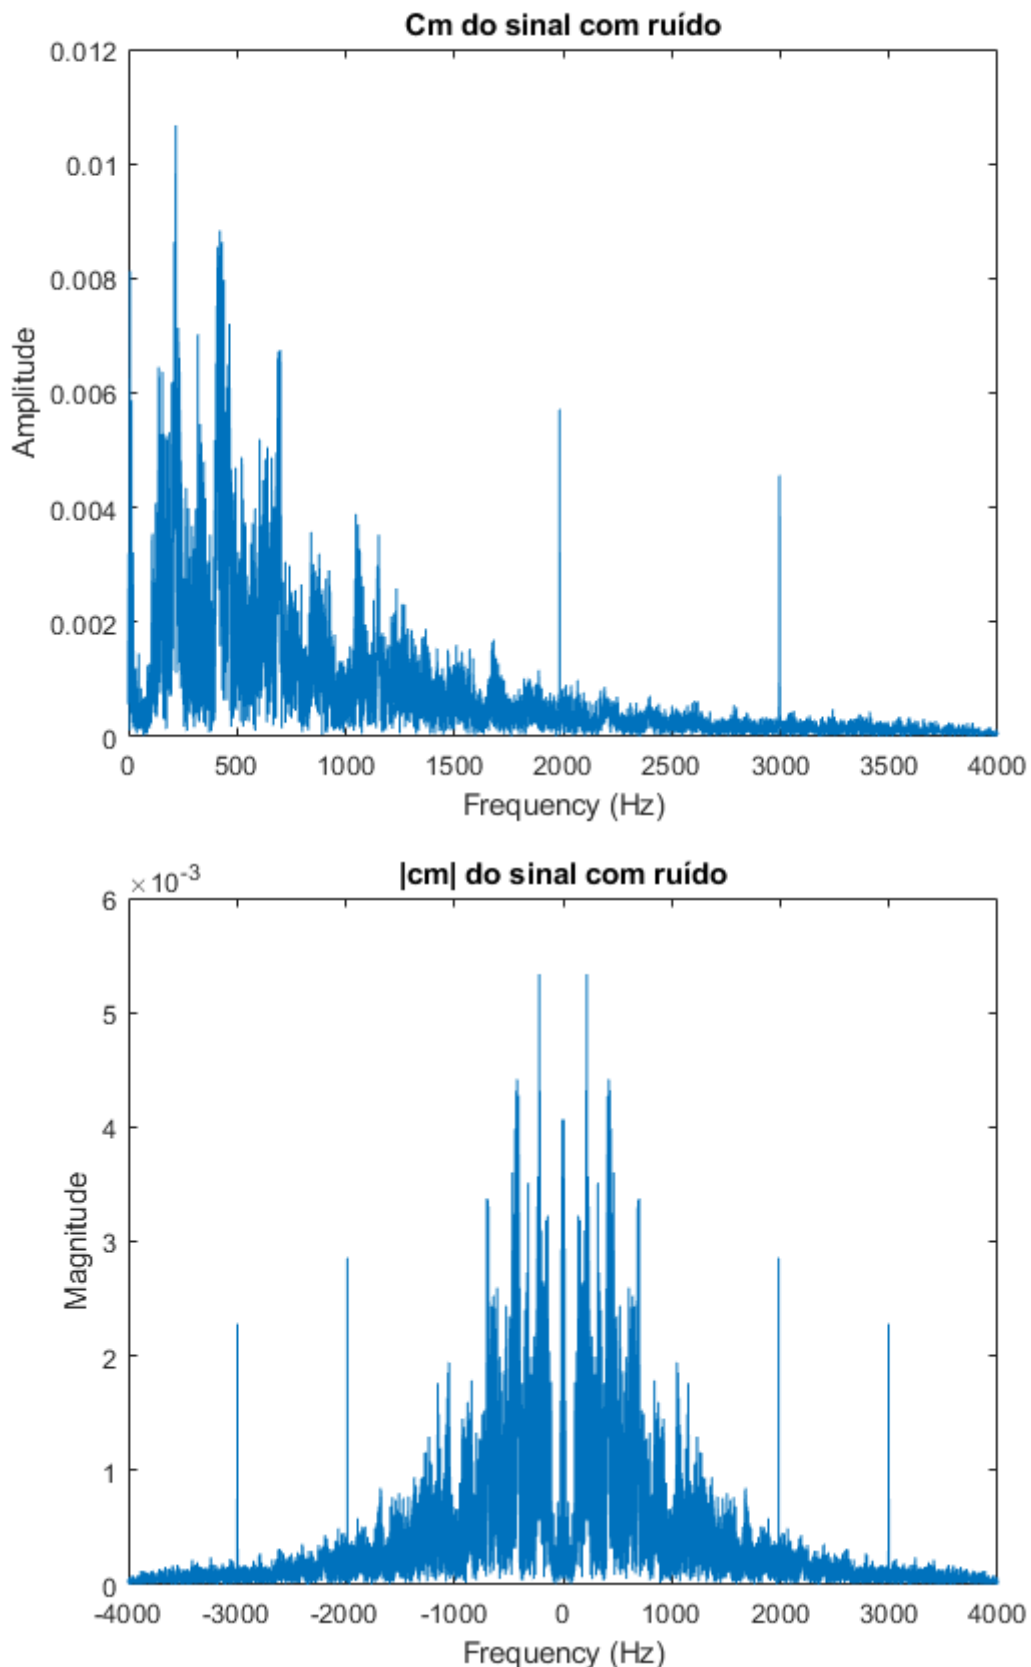 Cm do sinal com ruído
0.012
0.01
0.008
0.006
0.004
0.002
0
Amplitude
0 500 1000 1500 2000 2500 3000 3500 4000
Frequency (Hz)
|cm| do sinal com ruído
×10-3
6
5
4
3
2
1
0
Magnitude
-4000 -3000 -2000 -1000 0 1000 2000 3000 4000
Frequency (Hz)